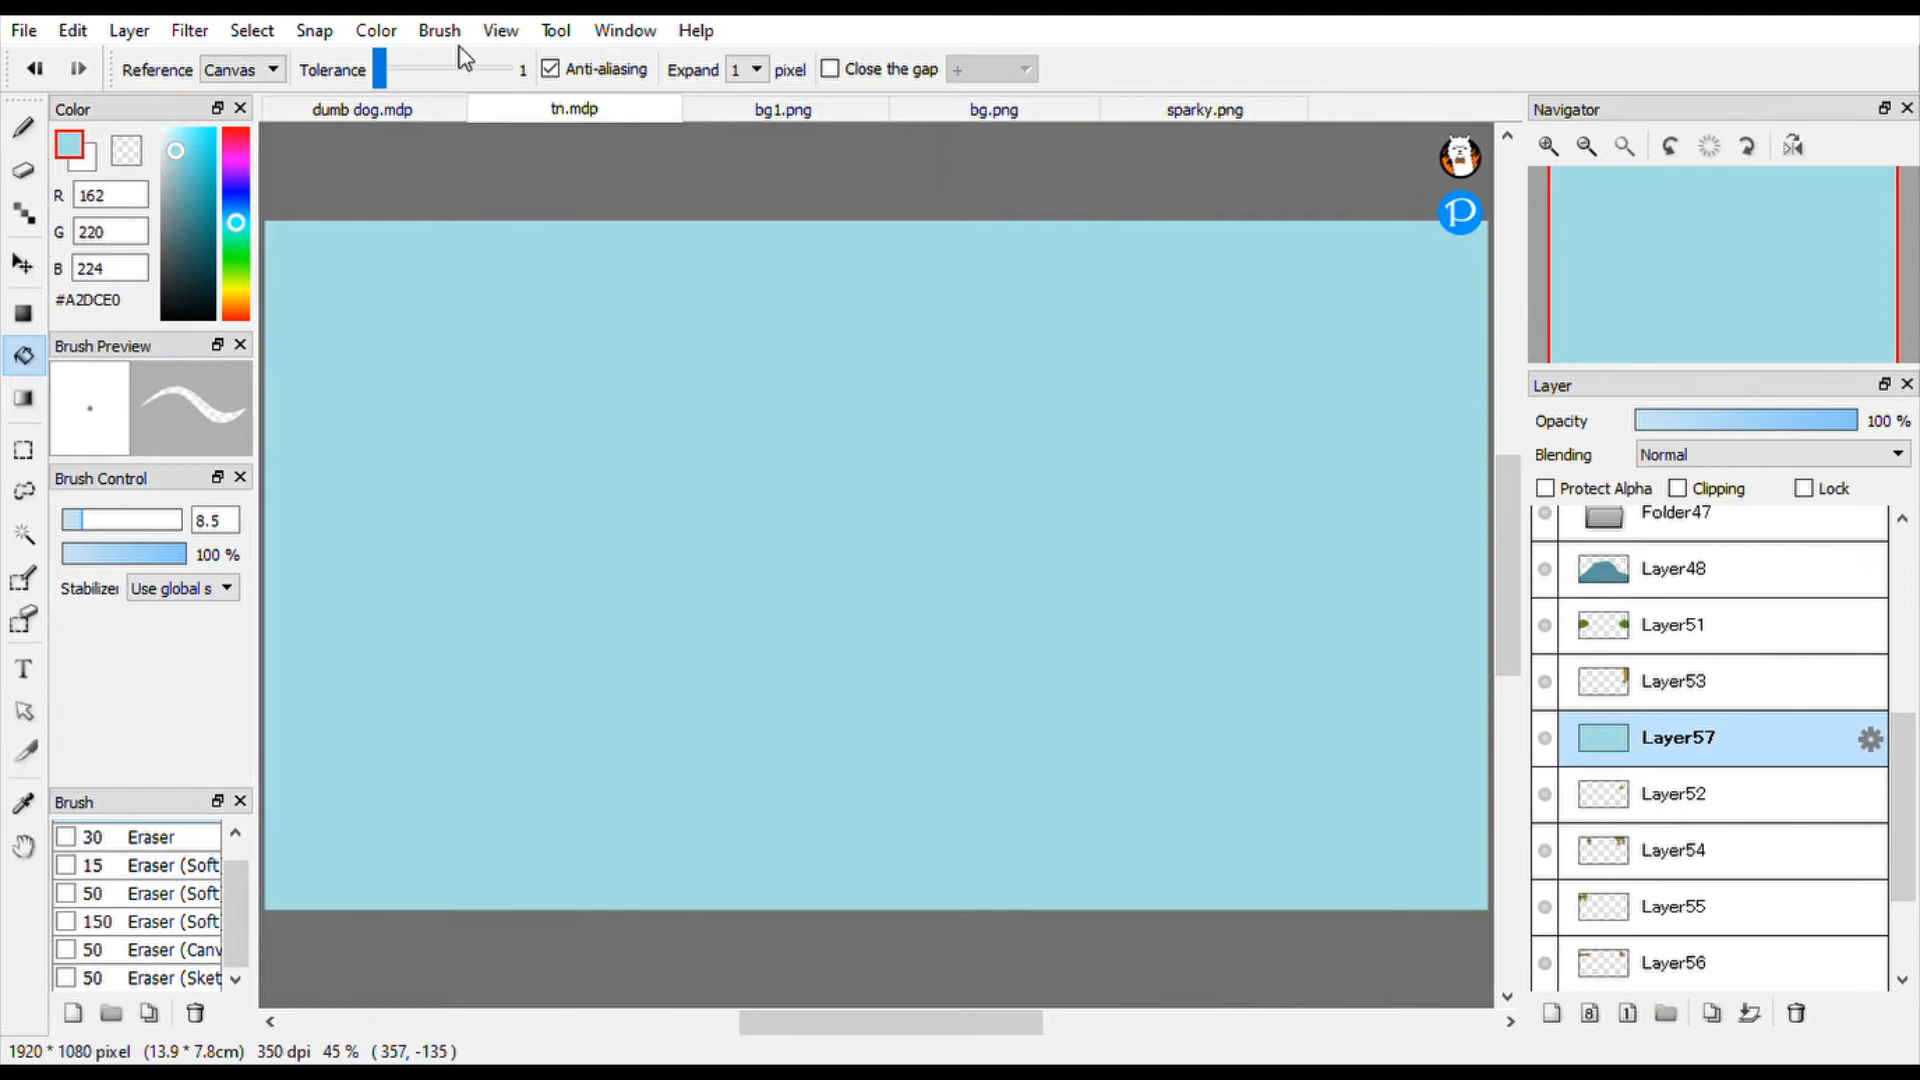 File Edit Layer Filter Select Snap Color Brush View Tool Window Help
Reference Canvas Tolerance 1 Anti-aliasing Expand 1 pixel Close the gap +
Color
dumb dog.mdp tn.mdp bg1.png bg.png sparky.png
Navigator
P
R 162
G 220
B 224
#A2DCE0
Brush Preview
Brush Control
8.5
100 %
Stabilizer Use global s
Brush
30 Eraser
15 Eraser (Soft
50 Eraser (Soft
150 Eraser (Soft
50 Eraser (Canv
50 Eraser (Sket
Layer
Opacity 100 %
Blending Normal
Protect Alpha Clipping Lock
Folder47
Layer48
Layer51
Layer53
Layer57
Layer52
Layer54
Layer55
Layer56
8 1
T
1920 * 1080 pixel (13.9 * 7.8cm) 350 dpi 45 % ( 357, -135 )